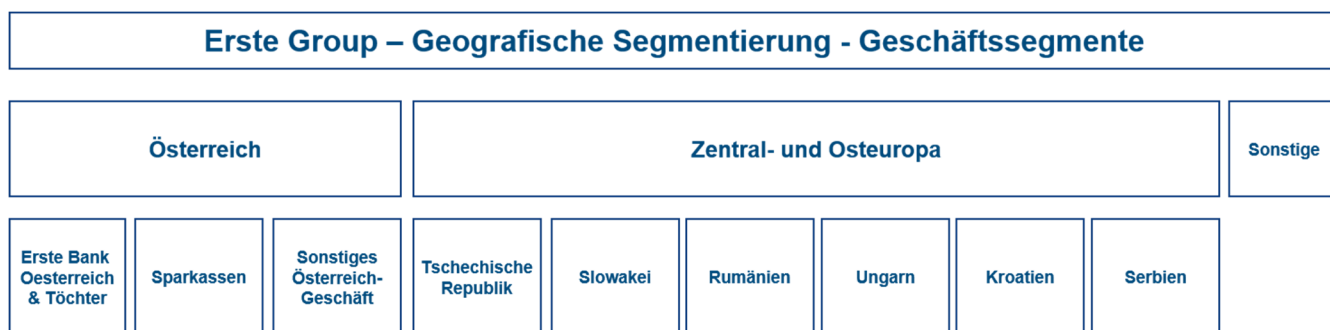 Erste Group – Geografische Segmentierung - Geschäftssegmente
Österreich
Zentral- und Osteuropa
Sonstige
Erste Bank
Oesterreich
& Töchter
Sparkassen
Sonstiges
Österreich-
Geschäft
Tschechische
Republik
Slowakei
Rumänien
Ungarn
Kroatien
Serbien